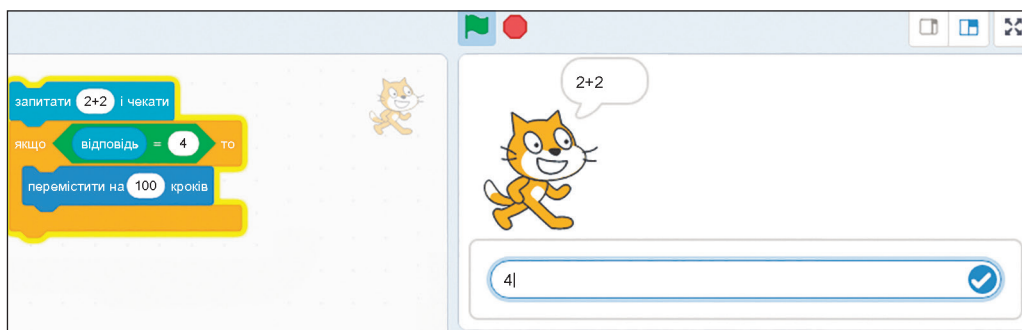 запитати 2+2 і чекати
якщо відповідь = 4 то
перемістити на 100 кроків
2+2
4